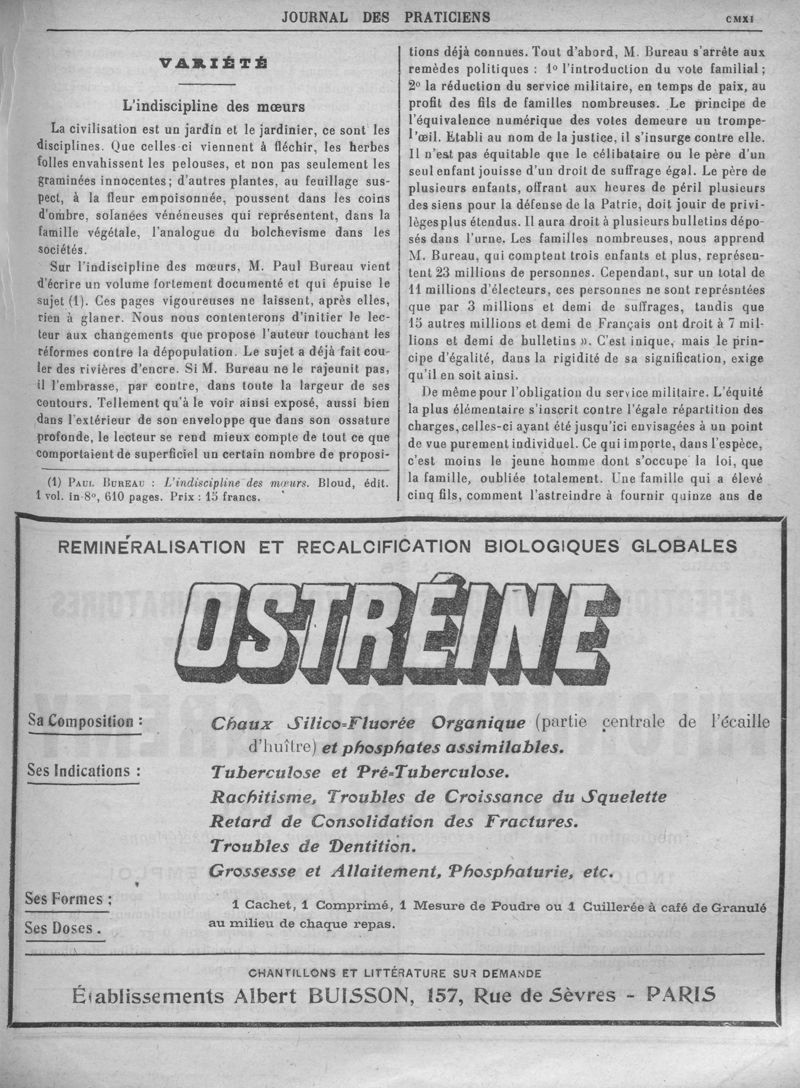 JOURNAL DES PRATICIENS
CMXI
VARIÉTÉ
L'indiscipline des mœurs
La civilisation est un jardin et le jardinier, ce sont les
disciplines. Que celles-ci viennent à fléchir, les herbes
folles envahissent les pelouses, et non pas seulement les
graminées innocentes; d'autres plantes, au feuillage sus-
pect, à la fleur empoisonnée, poussent dans les coins
d'ombre, solanées vénéneuses qui représentent, dans la
famille végétale, l'analogue du bolchevisme dans les
sociétés.
Sur l'indiscipline des mœurs, M. Paul Bureau vient
d'écrire un volume fortement documenté et qui épuise le
sujet (1). Ces pages vigoureuses ne laissent, après elles,
rien à glaner. Nous nous contenterons d'initier le lec-
teur aux changements que propose l'auteur touchant les
réformes contre la dépopulation. Le sujet a déjà fait cou-
ler des rivières d'encre. Si M. Bureau ne le rajeunit pas,
il l'embrasse, par contre, dans toute la largeur de ses
contours. Tellement qu'à le voir ainsi exposé, aussi bien
dans l'extérieur de son enveloppe que dans son ossature
profonde, le lecteur se rend mieux compte de tout ce que
comportaient de superficiel un certain nombre de proposi-
(1) PAUL BUREAU : L'indiscipline des mœurs. Bloud, édit.
1 vol. in-8º, 610 pages. Prix : 15 francs.
tions déjà connues. Tout d'abord, M. Bureau s'arrête aux
remèdes politiques : 1º l'introduction du vote familial ;
2º la réduction du service militaire, en temps de paix, au
profit des fils de familles nombreuses. Le principe de
l'équivalence numérique des votes demeure un trompe-
l'œil. Etabli au nom de la justice, il s'insurge contre elle.
Il n'est pas équitable que le célibataire ou le père d'un
seul enfant jouisse d'un droit de suffrage égal. Le père de
plusieurs enfants, offrant aux heures de péril plusieurs
des siens pour la défense de la Patrie, doit jouir de privi-
lèges plus étendus. Il aura droit à plusieurs bulletins dépo-
sés dans l'urne. Les familles nombreuses, nous apprend
M. Bureau, qui comptent trois enfants et plus, représen-
tent 23 millions de personnes. Cependant, sur un total de
11 millions d'électeurs, ces personnes ne sont représntées
que par 3 millions et demi de suffrages, tandis que
15 autres millions et demi de Français ont droit à 7 mil-
lions et demi de bulletins ». C'est inique, mais le prin-
cipe d'égalité, dans la rigidité de sa signification, exige
qu'il en soit ainsi.
De même pour l'obligation du service militaire. L'équité
la plus élémentaire s'inscrit contre l'égale répartition des
charges, celles-ci ayant été jusqu'ici envisagées à un point
de vue purement individuel. Ce qui importe, dans l'espèce,
c'est moins le jeune homme dont s'occupe la loi, que
la famille, oubliée totalement. Une famille qui a élevé
cinq fils, comment l'astreindre à fournir quinze ans de
REMINÉRALISATION ET RECALCIFICATION BIOLOGIQUES GLOBALES
OSTRÉINE
Sa Composition : Chaux Silico-Fluorée Organique (partie centrale de l'écaille
d'huître) et phosphates assimilables.
Ses Indications : Tuberculose et Pré-Tuberculose.
Rachitisme, Troubles de Croissance du Squelette
Retard de Consolidation des Fractures.
Troubles de Dentition.
Grossesse et Allaitement, Phosphaturie, etc.
Ses Formes :
Ses Doses .
1 Cachet, 1 Comprimé, 1 Mesure de Poudre ou 1 Cuillerée à café de Granulé
au milieu de chaque repas.
CHANTILLONS ET LITTÉRATURE SUR DEMANDE
Établissements Albert BUISSON, 157, Rue de Sèvres - PARIS